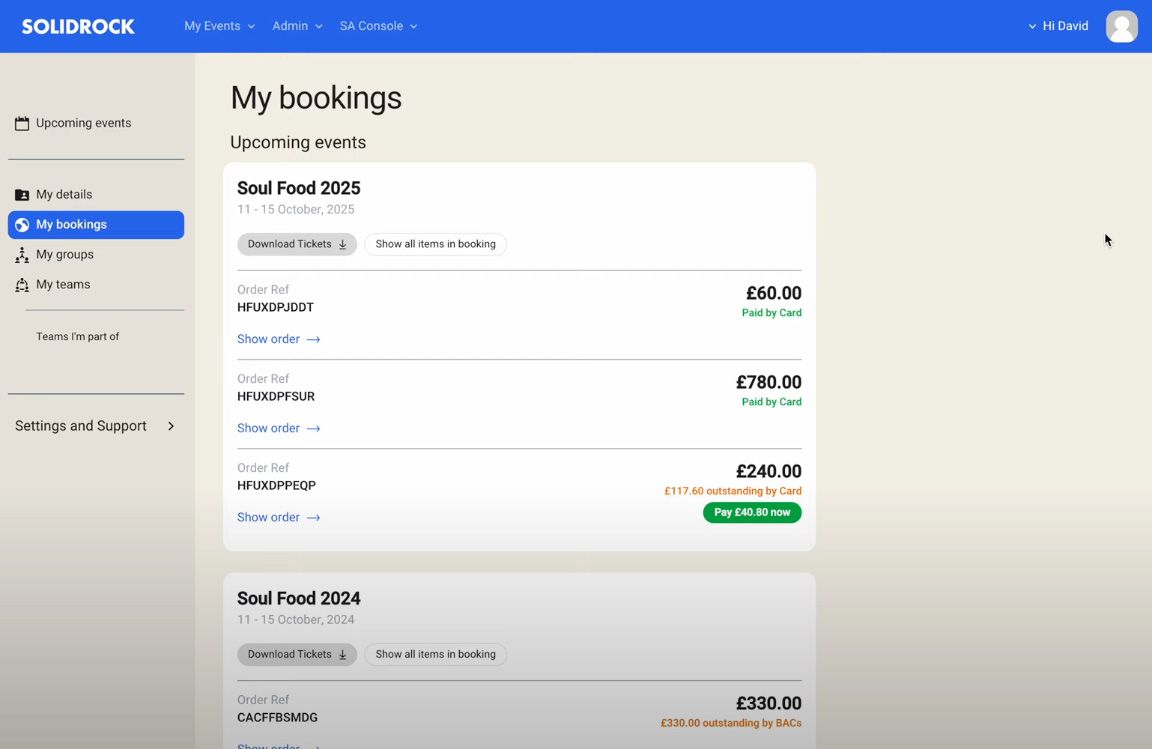 SOLIDROCK My Events Admin SA Console Hi David
Upcoming events
My details
My bookings
My groups
My teams
Teams I'm part of
Settings and Support
My bookings
Upcoming events
Soul Food 2025
11 - 15 October, 2025
Download Tickets Show all items in booking
Order Ref
HFUXDPJDDT
£60.00
Paid by Card
Show order
Order Ref
HFUXDPFSUR
£780.00
Paid by Card
Show order
Order Ref
HFUXDPPEQP
£240.00
£117.60 outstanding by Card
Pay £40.80 now
Show order
Soul Food 2024
11 - 15 October, 2024
Download Tickets Show all items in booking
Order Ref
CACFFBSMDG
£330.00
£330.00 outstanding by BACs
Show order